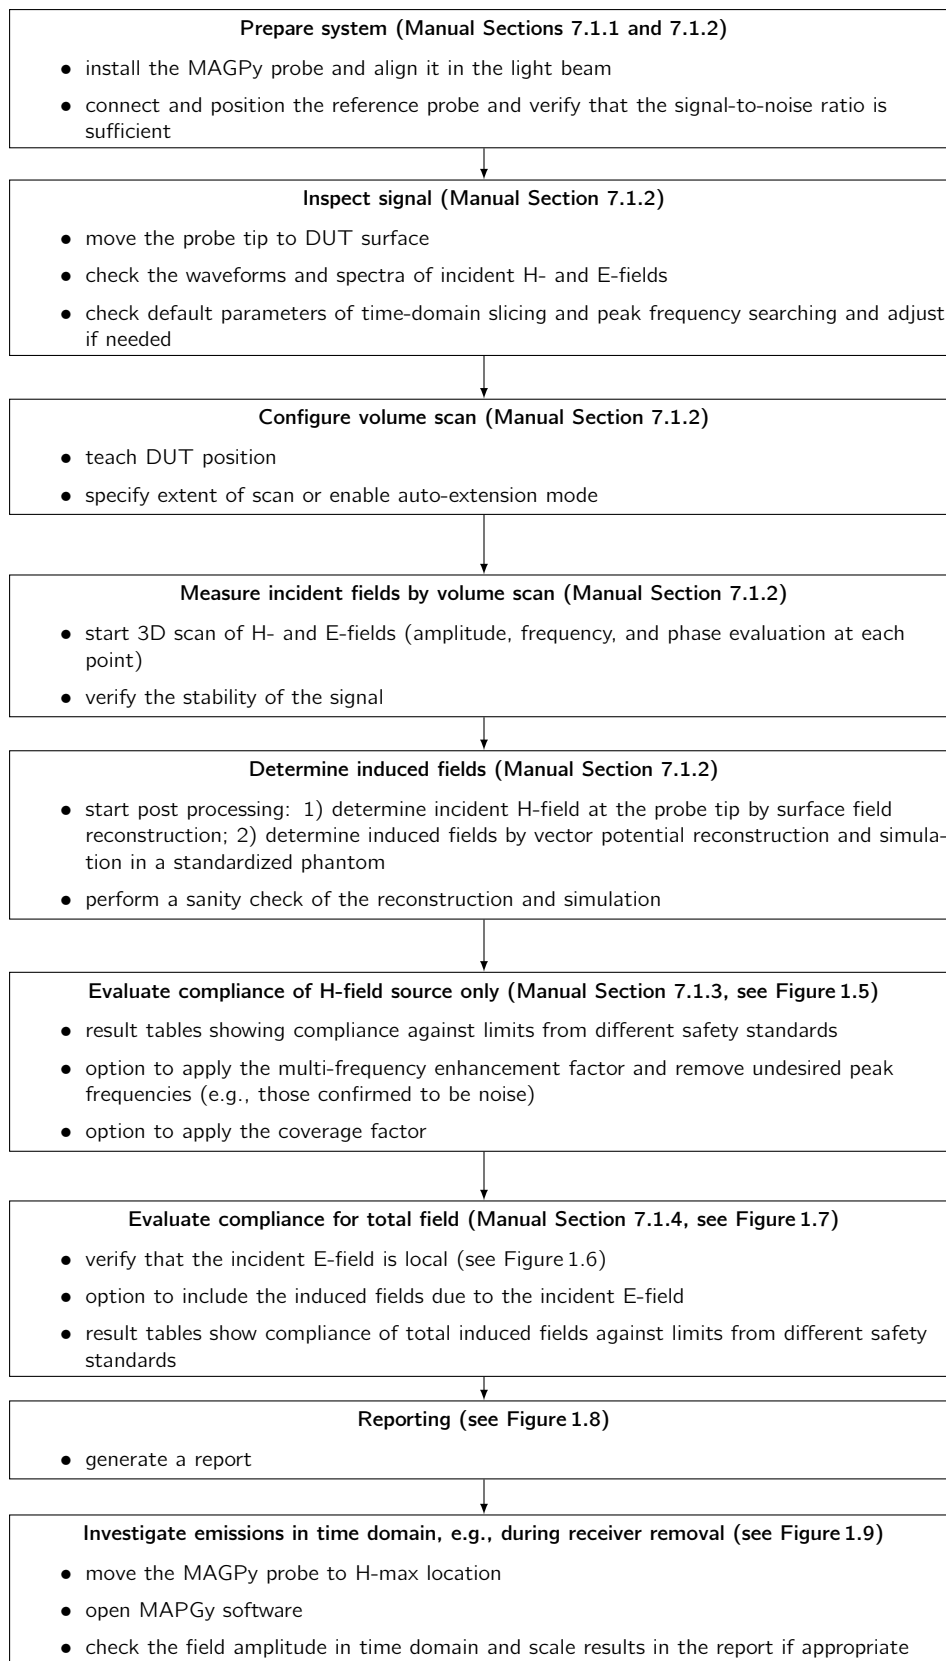 Prepare system (Manual Sections 7.1.1 and 7.1.2)
● install the MAGPy probe and align it in the light beam
● connect and position the reference probe and verify that the signal-to-noise ratio is
sufficient
Inspect signal (Manual Section 7.1.2)
● move the probe tip to DUT surface
● check the waveforms and spectra of incident H- and E-fields
● check default parameters of time-domain slicing and peak frequency searching and adjust
if needed
Configure volume scan (Manual Section 7.1.2)
● teach DUT position
● specify extent of scan or enable auto-extension mode
Measure incident fields by volume scan (Manual Section 7.1.2)
● start 3D scan of H- and E-fields (amplitude, frequency, and phase evaluation at each
point)
● verify the stability of the signal
Determine induced fields (Manual Section 7.1.2)
● start post processing: 1) determine incident H-field at the probe tip by surface field
reconstruction; 2) determine induced fields by vector potential reconstruction and simula-
tion in a standardized phantom
● perform a sanity check of the reconstruction and simulation
Evaluate compliance of H-field source only (Manual Section 7.1.3, see Figure 1.5)
● result tables showing compliance against limits from different safety standards
● option to apply the multi-frequency enhancement factor and remove undesired peak
frequencies (e.g., those confirmed to be noise)
● option to apply the coverage factor
Evaluate compliance for total field (Manual Section 7.1.4, see Figure 1.7)
● verify that the incident E-field is local (see Figure 1.6)
● option to include the induced fields due to the incident E-field
● result tables show compliance of total induced fields against limits from different safety
standards
Reporting (see Figure 1.8)
● generate a report
Investigate emissions in time domain, e.g., during receiver removal (see Figure 1.9)
● move the MAGPy probe to H-max location
● open MAPGy software
● check the field amplitude in time domain and scale results in the report if appropriate